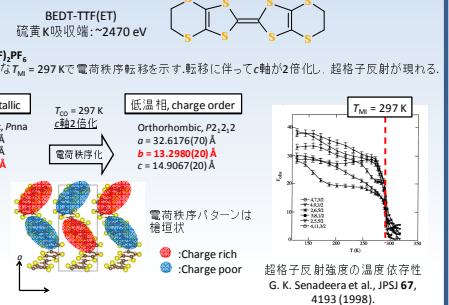 BEDT-TTF(ET)
硫黄K吸収端:~2470 eV
S S S S
S S S S
)₂PF₆
なT_MI = 297 Kで電荷秩序転移を示す.転移に伴ってc軸が2倍化し、超格子反射が現れる.
tallic
, Pnna
Å
Å
Å
T_CO = 297 K
c軸2倍化
電荷秩序化
低温相, charge order
Orthorhombic, P2₁2₁2
a = 32.6176(70) Å
b = 13.2980(20) Å
c = 14.9067(20) Å
電荷秩序パターンは
檜垣状
:Charge rich
:Charge poor
a
c
T_MI = 297 K
T (K)
超格子反射強度の温度依存性
G. K. Senadeera et al., JPSJ 67,
4193 (1998).